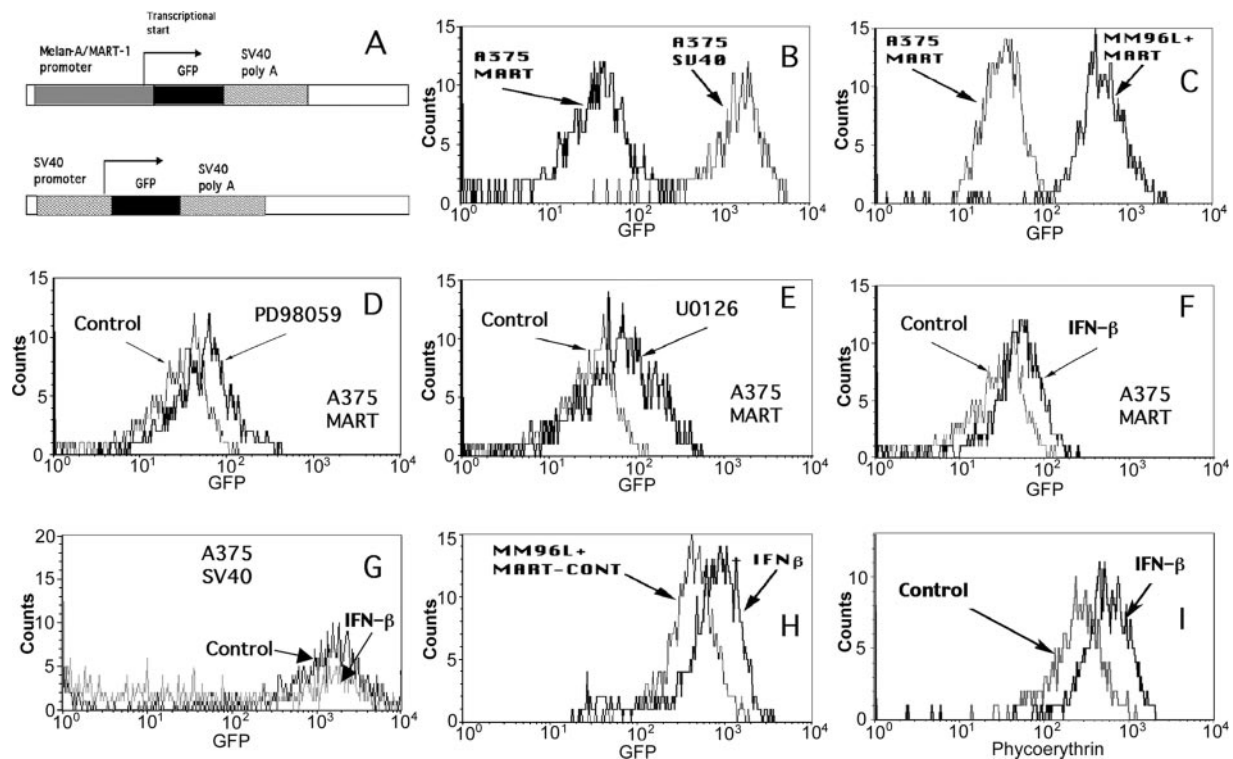 A
Transcriptional
start
Melan-A/MART-1
promoter
GFP
SV40
poly A
SV40
promoter
GFP
SV40
poly A
B
A375
MART
A375
SV40
Counts
15
10
5
0
10^0 10^1 10^2 10^3 10^4
GFP
C
A375
MART
MM96L+
MART
Counts
15
10
5
0
10^0 10^1 10^2 10^3 10^4
GFP
D
Control
PD98059
A375
MART
Counts
15
10
5
0
10^0 10^1 10^2 10^3 10^4
GFP
E
Control
U0126
A375
MART
Counts
15
10
5
0
10^0 10^1 10^2 10^3 10^4
GFP
F
Control
IFN-β
A375
MART
Counts
15
10
5
0
10^0 10^1 10^2 10^3 10^4
GFP
G
A375
SV40
Control
IFN-β
Counts
20
15
10
5
0
10^0 10^1 10^2 10^3 10^4
GFP
H
MM96L+
MART-CONT
+ IFNβ
Counts
15
10
5
0
10^0 10^1 10^2 10^3 10^4
GFP
I
Control
IFN-β
Counts
10
5
0
10^0 10^1 10^2 10^3 10^4
Phycoerythrin